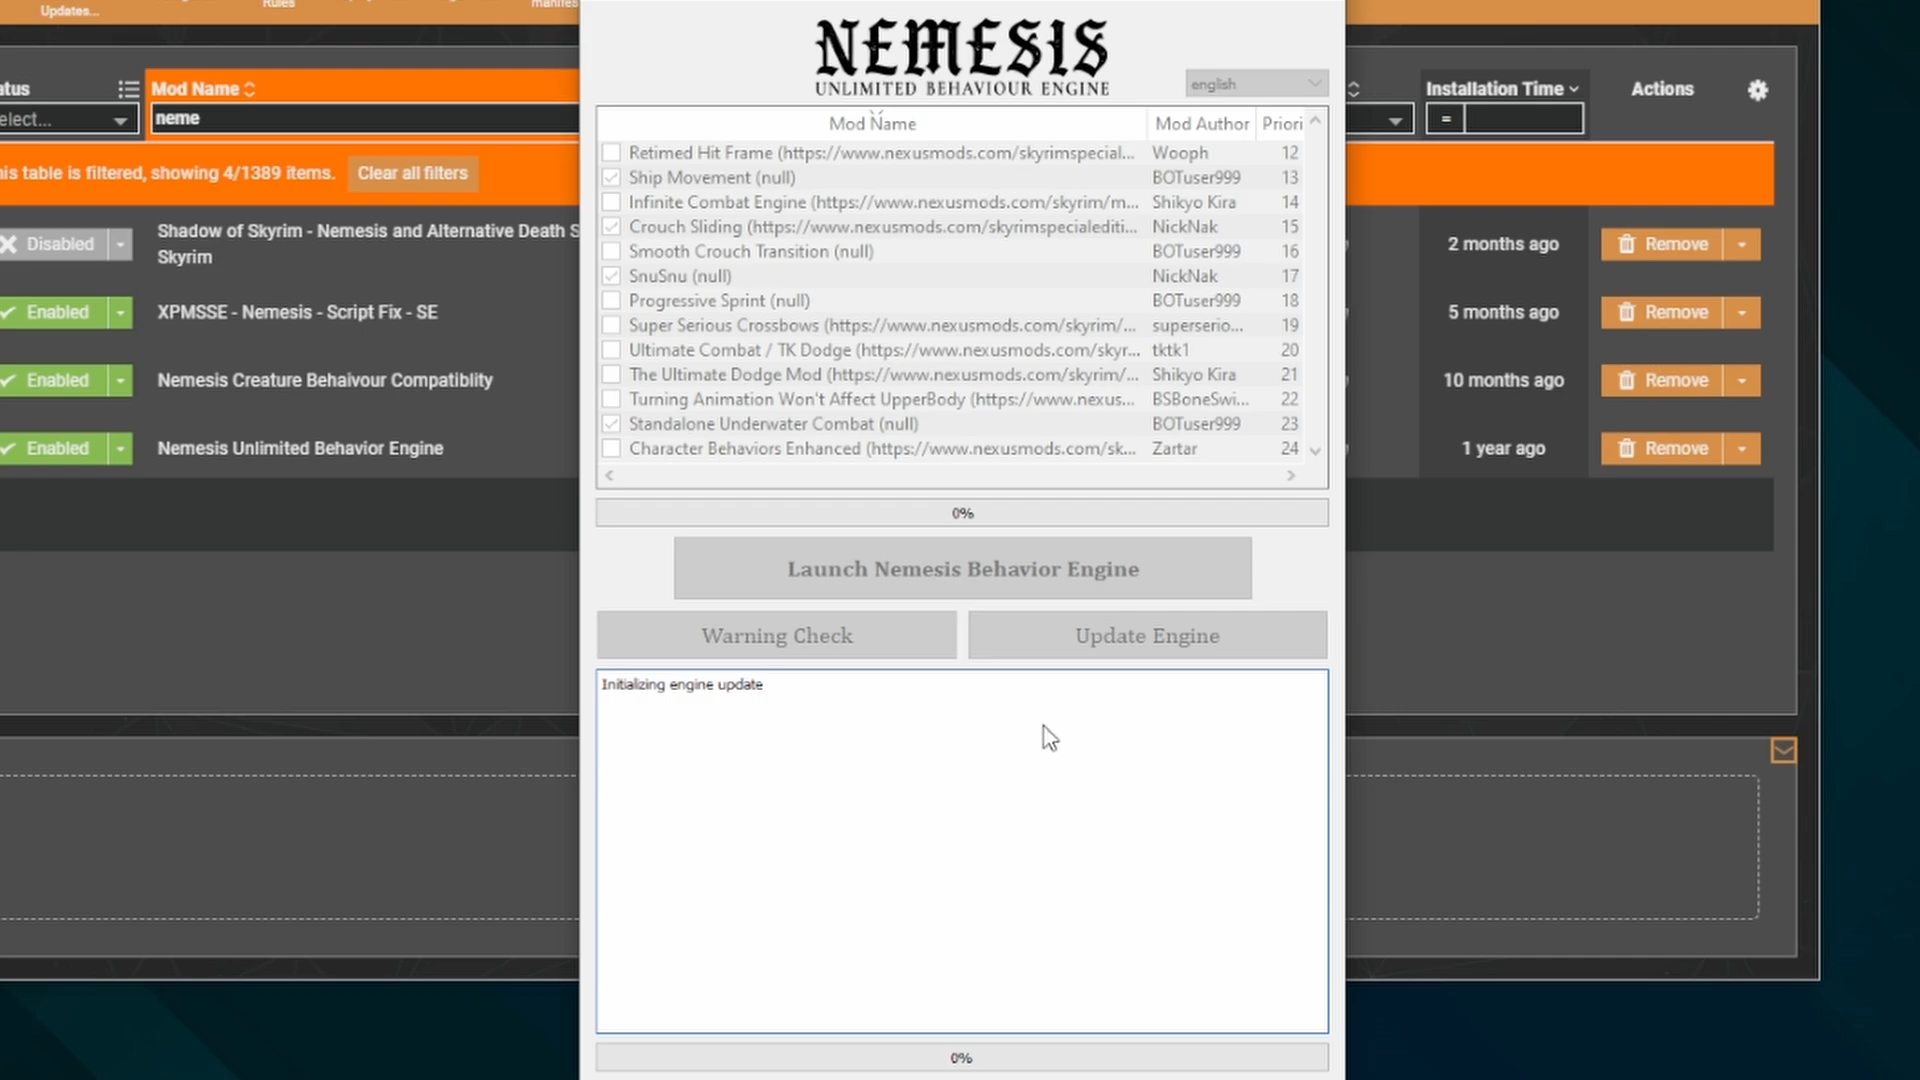 Updates...
Rules
manifes
NEMESIS
UNLIMITED BEHAVIOUR ENGINE
english
atus
Mod Name
Installation Time
Actions
elect...
neme
=
his table is filtered, showing 4/1389 items.
Clear all filters
Disabled
Shadow of Skyrim - Nemesis and Alternative Death S
Skyrim
2 months ago
Remove
Enabled
XPMSSE - Nemesis - Script Fix - SE
5 months ago
Remove
Enabled
Nemesis Creature Behaivour Compatiblity
10 months ago
Remove
Enabled
Nemesis Unlimited Behavior Engine
1 year ago
Remove
Mod Name Mod Author Priori
Retimed Hit Frame (https://www.nexusmods.com/skyrimspecial... Wooph 12
Ship Movement (null) BOTuser999 13
Infinite Combat Engine (https://www.nexusmods.com/skyrim/m... Shikyo Kira 14
Crouch Sliding (https://www.nexusmods.com/skyrimspecialediti... NickNak 15
Smooth Crouch Transition (null) BOTuser999 16
SnuSnu (null) NickNak 17
Progressive Sprint (null) BOTuser999 18
Super Serious Crossbows (https://www.nexusmods.com/skyrim/... superserio... 19
Ultimate Combat / TK Dodge (https://www.nexusmods.com/skyr... tktk1 20
The Ultimate Dodge Mod (https://www.nexusmods.com/skyrim/... Shikyo Kira 21
Turning Animation Won't Affect UpperBody (https://www.nexus... BSBoneSwi... 22
Standalone Underwater Combat (null) BOTuser999 23
Character Behaviors Enhanced (https://www.nexusmods.com/sk... Zartar 24
0%
Launch Nemesis Behavior Engine
Warning Check
Update Engine
Initializing engine update
0%